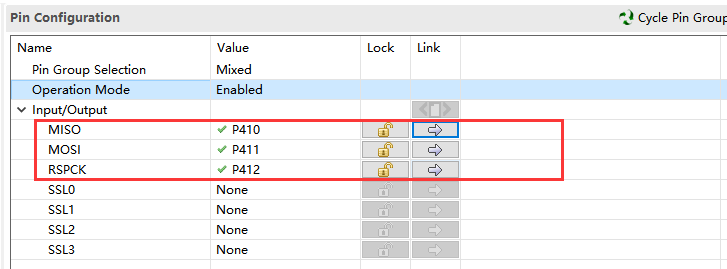 Pin Configuration
Cycle Pin Group
Name Value Lock Link
Pin Group Selection Mixed
Operation Mode Enabled
Input/Output
MISO P410
MOSI P411
RSPCK P412
SSL0 None
SSL1 None
SSL2 None
SSL3 None